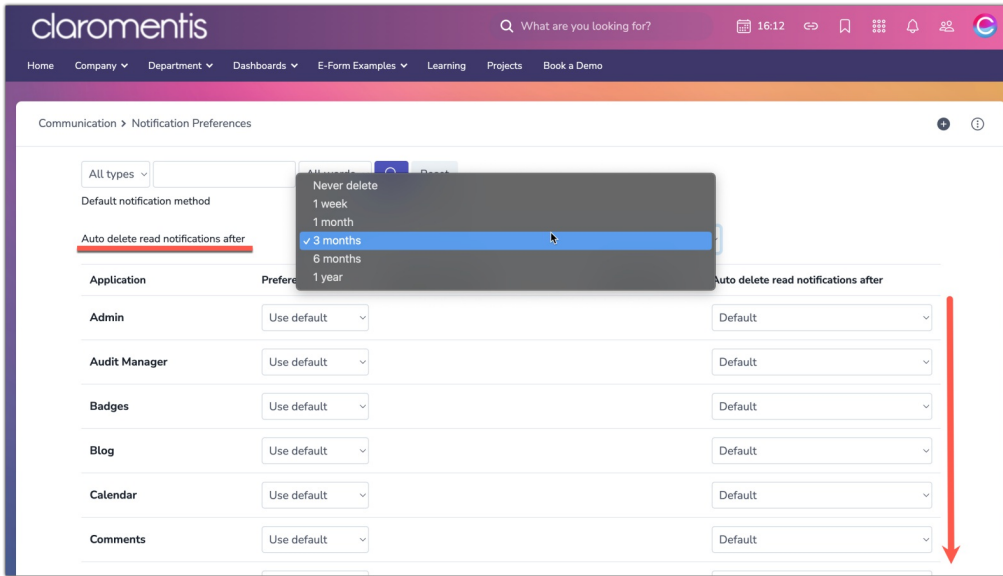 claromentis
What are you looking for?
16:12
Home Company Department Dashboards E-Form Examples Learning Projects Book a Demo
Communication > Notification Preferences
All types
Default notification method
Never delete
1 week
1 month
Auto delete read notifications after
✓ 3 months
6 months
1 year
Application Auto delete read notifications after
Admin Use default Default
Audit Manager Use default Default
Badges Use default Default
Blog Use default Default
Calendar Use default Default
Comments Use default Default